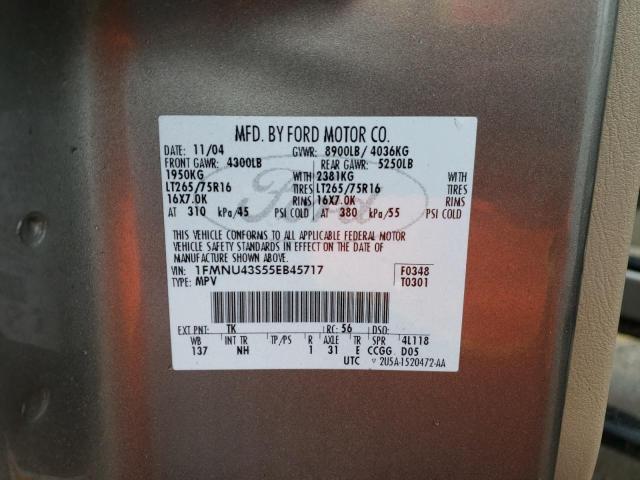 MFD. BY FORD MOTOR CO.
DATE: 11/04 GVWR: 8900LB/ 4036KG
FRONT GAWR: 4300LB REAR GAWR: 5250LB
1950KG WITH 2381KG WITH
LT265/75R16 TIRES LT265/75R16 TIRES
16X7.0K RIMS 16X7.0K RIMS
AT 310 kPa/45 PSI COLD AT 380 kPa/55 PSI COLD
Ford
THIS VEHICLE CONFORMS TO ALL APPLICABLE FEDERAL MOTOR
VEHICLE SAFETY STANDARDS IN EFFECT ON THE DATE OF
MANUFACTURE SHOWN ABOVE.
VIN: 1FMNU43S55EB45717 F0348
TYPE: MPV T0301
EXT PNT: TK RC: 56 DSO:
WB INT TR TP/PS R AXLE TR SPR 4L118
137 NH 1 31 E CCGG D05
UTC ▽ 2U5A-1520472-AA